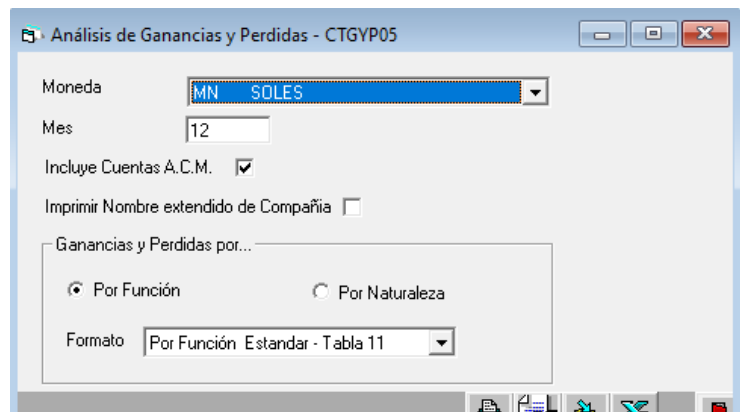 Análisis de Ganancias y Perdidas - CTGYP05
Moneda MN SOLES
Mes 12
Incluye Cuentas A.C.M.
Imprimir Nombre extendido de Compañia
Ganancias y Perdidas por...
Por Función Por Naturaleza
Formato Por Función Estandar - Tabla 11